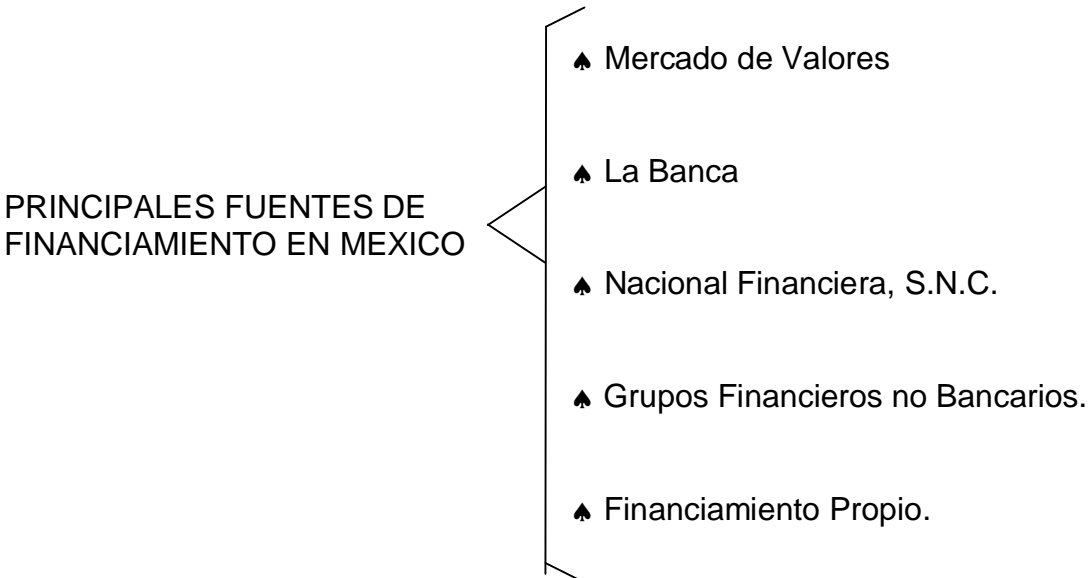 ♠ Mercado de Valores
♠ La Banca
PRINCIPALES FUENTES DE
FINANCIAMIENTO EN MEXICO
♠ Nacional Financiera, S.N.C.
♠ Grupos Financieros no Bancarios.
♠ Financiamiento Propio.